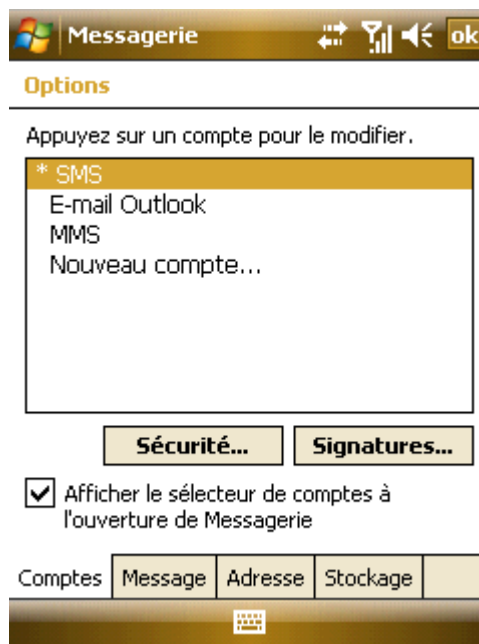 Messagerie
ok
Options
Appuyez sur un compte pour le modifier.
* SMS
E-mail Outlook
MMS
Nouveau compte...
Sécurité...
Signatures...
Afficher le sélecteur de comptes à
l'ouverture de Messagerie
Comptes
Message
Adresse
Stockage